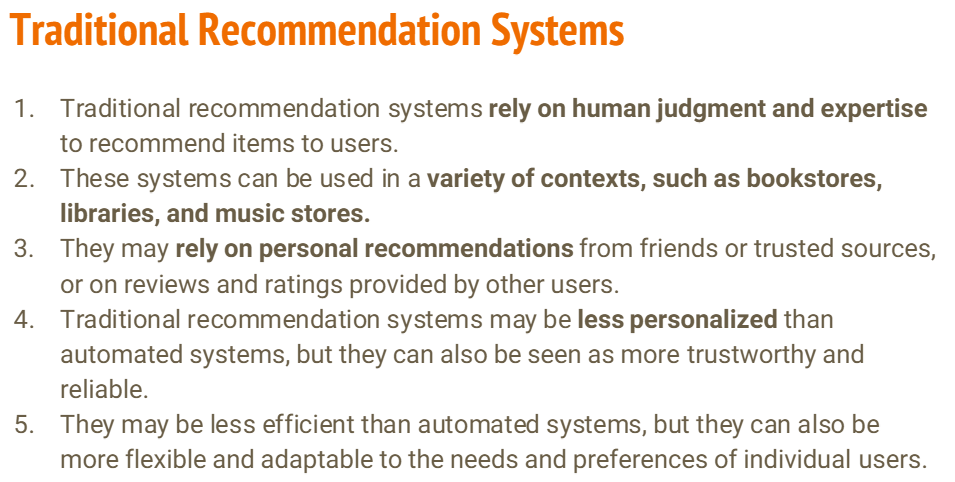 Traditional Recommendation Systems
1. Traditional recommendation systems rely on human judgment and expertise
to recommend items to users.
2. These systems can be used in a variety of contexts, such as bookstores,
libraries, and music stores.
3. They may rely on personal recommendations from friends or trusted sources,
or on reviews and ratings provided by other users.
4. Traditional recommendation systems may be less personalized than
automated systems, but they can also be seen as more trustworthy and
reliable.
5. They may be less efficient than automated systems, but they can also be
more flexible and adaptable to the needs and preferences of individual users.